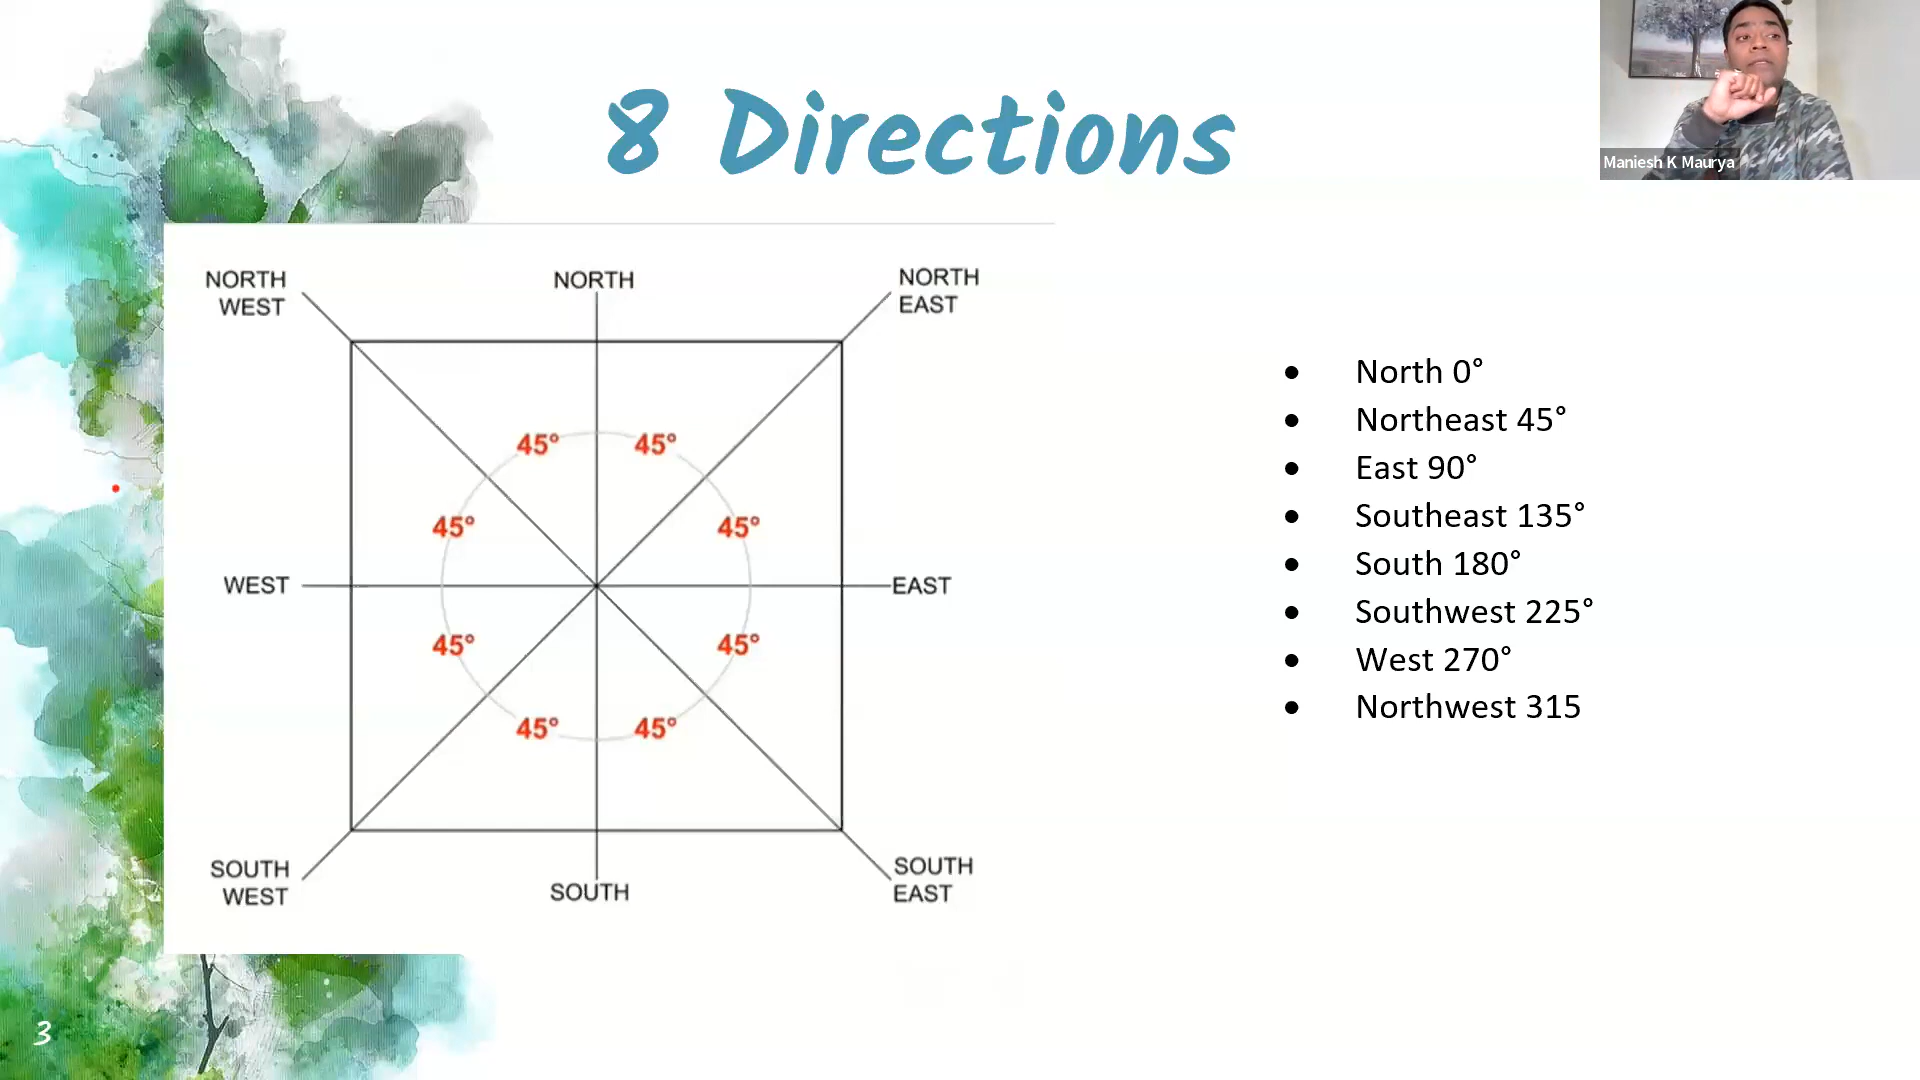 8 Directions
Maniesh K Maurya
NORTH
WEST
NORTH
NORTH
EAST
45°
45°
45°
45°
WEST
EAST
45°
45°
45°
45°
SOUTH
WEST
SOUTH
SOUTH
EAST
• North 0°
• Northeast 45°
• East 90°
• Southeast 135°
• South 180°
• Southwest 225°
• West 270°
• Northwest 315
3